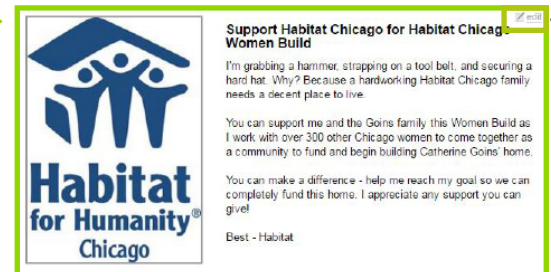 edit
Support Habitat Chicago for Habitat Chicago
Women Build
I'm grabbing a hammer, strapping on a tool belt, and securing a
hard hat. Why? Because a hardworking Habitat Chicago family
needs a decent place to live.
You can support me and the Goins family this Women Build as
I work with over 300 other Chicago women to come together as
a community to fund and begin building Catherine Goins' home.
You can make a difference - help me reach my goal so we can
completely fund this home. I appreciate any support you can
give!
Best - Habitat
Habitat
for Humanity®
Chicago